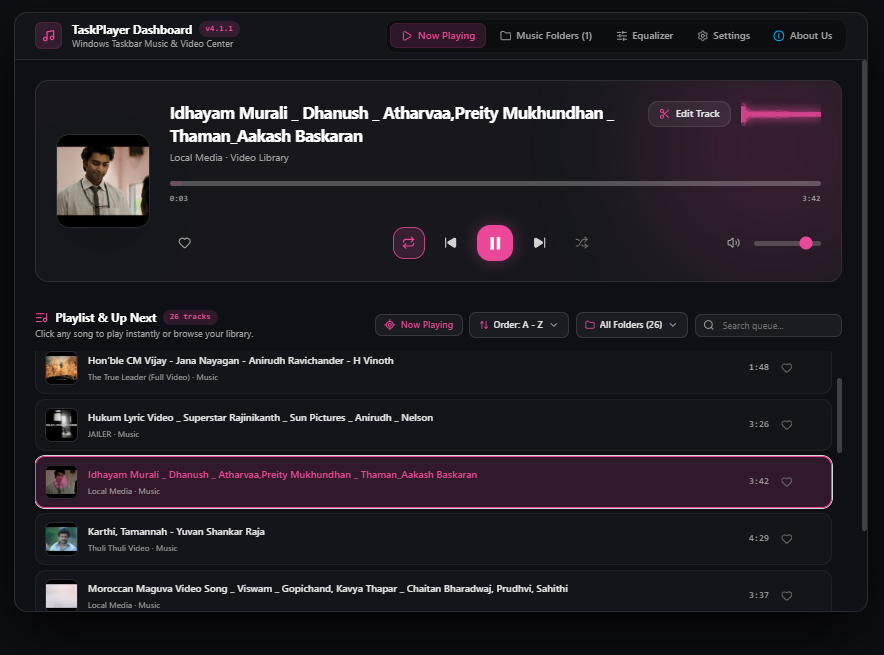 TaskPlayer Dashboard v4.1.1
Windows Taskbar Music & Video Center
Now Playing
Music Folders (1)
Equalizer
Settings
About Us
Idhayam Murali _ Dhanush _ Atharvaa,Preity Mukhundhan _
Thaman_Aakash Baskaran
Local Media · Video Library
Edit Track
0:03
3:42
Playlist & Up Next 26 tracks
Click any song to play instantly or browse your library.
Now Playing
Order: A - Z
All Folders (26)
Search queue...
Hon'ble CM Vijay - Jana Nayagan - Anirudh Ravichander - H Vinoth
The True Leader (Full Video) · Music
1:48
Hukum Lyric Video _ Superstar Rajinikanth _ Sun Pictures _ Anirudh _ Nelson
JAILER · Music
3:26
Idhayam Murali _ Dhanush _ Atharvaa,Preity Mukhundhan _ Thaman_Aakash Baskaran
Local Media · Music
3:42
Karthi, Tamannah - Yuvan Shankar Raja
Thuli Thuli Video · Music
4:29
Moroccan Maguva Video Song _ Viswam _ Gopichand, Kavya Thapar _ Chaitan Bharadwaj, Prudhvi, Sahithi
Local Media · Music
3:37